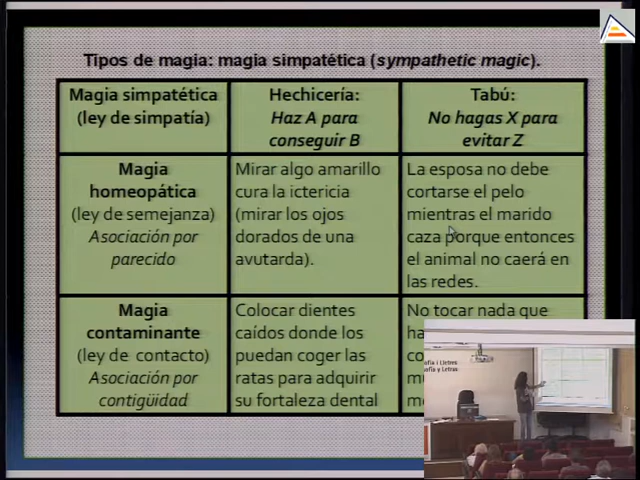 Tipos de magia: magia simpatética (sympathetic magic).
Magia simpatética
(ley de simpatía)
Hechicería:
Haz A para
conseguir B
Tabú:
No hagas X para
evitar Z
Magia
homeopática
(ley de semejanza)
Asociación por
parecido
Mirar algo amarillo
cura la ictericia
(mirar los ojos
dorados de una
avutarda).
La esposa no debe
cortarse el pelo
mientras el marido
caza porque entonces
el animal no caerá en
las redes.
Magia
contaminante
(ley de contacto)
Asociación por
contigüidad
Colocar dientes
caídos donde los
puedan coger las
ratas para adquirir
su fortaleza dental
No tocar nada que